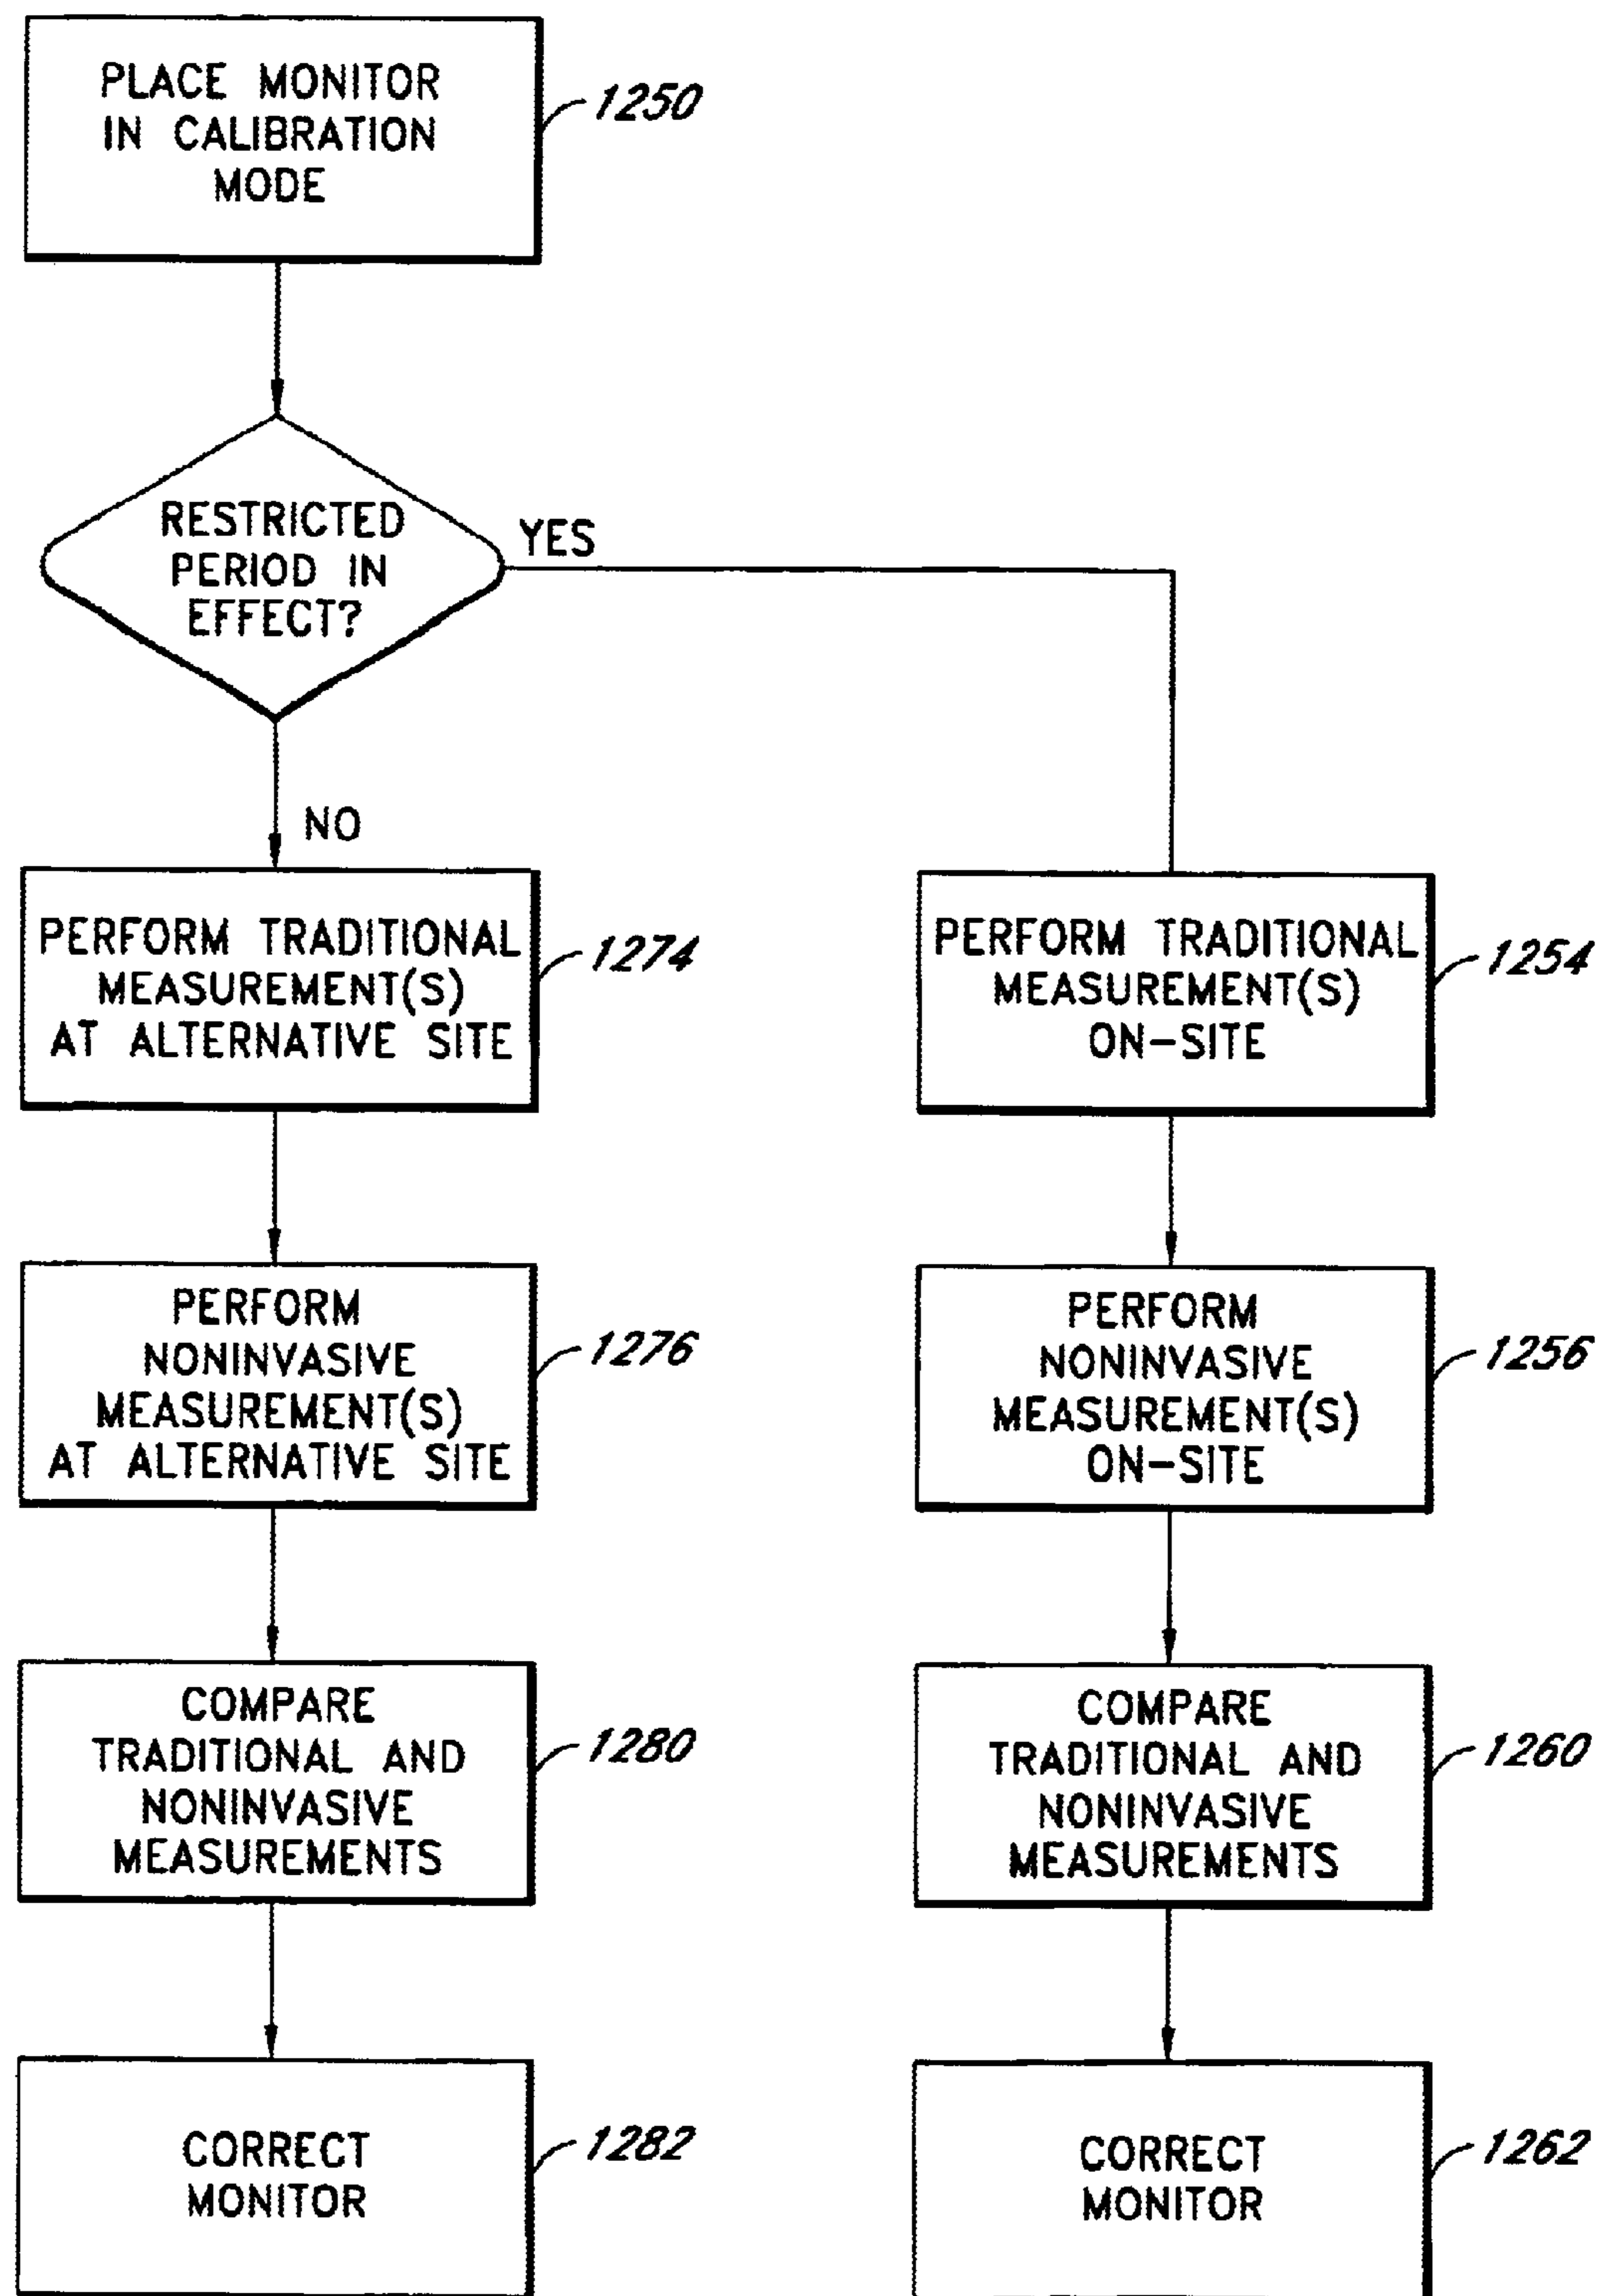 PLACE MONITOR
IN CALIBRATION
MODE
1250
RESTRICTED
PERIOD IN
EFFECT?
YES
NO
PERFORM TRADITIONAL
MEASUREMENT(S)
AT ALTERNATIVE SITE
1274
PERFORM TRADITIONAL
MEASUREMENT(S)
ON-SITE
1254
PERFORM
NONINVASIVE
MEASUREMENT(S)
AT ALTERNATIVE SITE
1276
PERFORM
NONINVASIVE
MEASUREMENT(S)
ON-SITE
1256
COMPARE
TRADITIONAL AND
NONINVASIVE
MEASUREMENTS
1280
COMPARE
TRADITIONAL AND
NONINVASIVE
MEASUREMENTS
1260
CORRECT
MONITOR
1282
CORRECT
MONITOR
1262